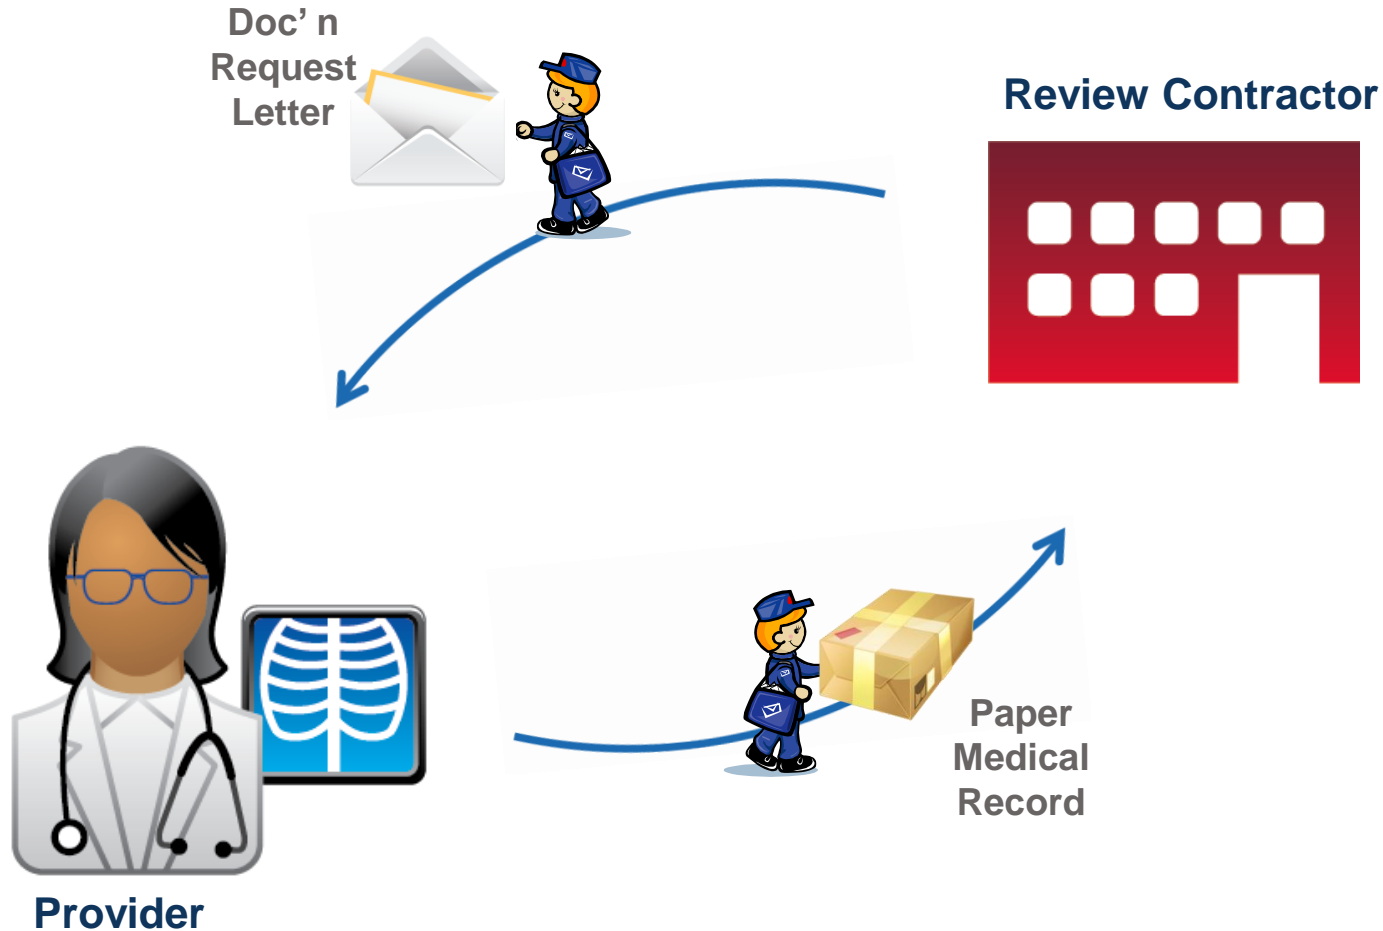 Doc’ n
Request
Letter
Review Contractor
Paper
Medical
Record
Provider